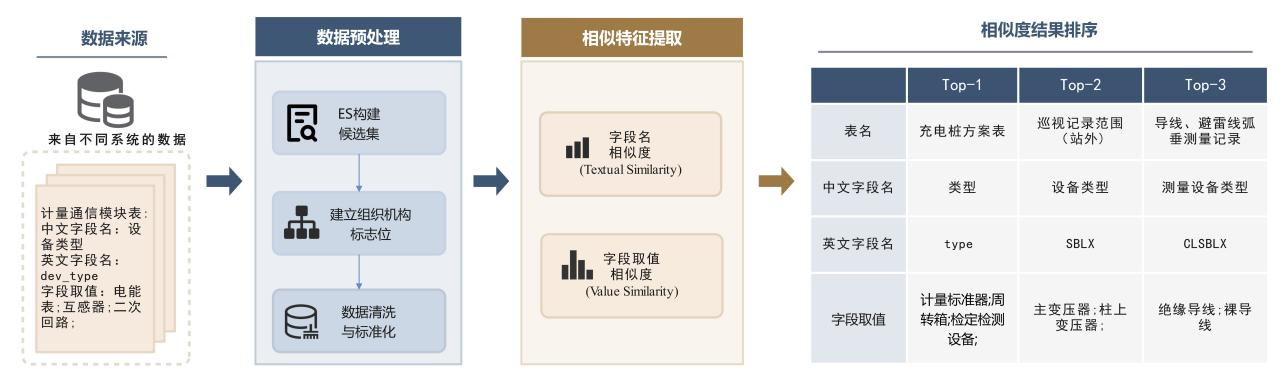 数据来源
来自不同系统的数据
计量通信模块表:
中文字段名: 设
备类型
英文字段名:
dev_type
字段取值: 电能
表;互感器;二次
回路;
数据预处理
ES构建
候选集
建立组织机构
标志位
数据清洗
与标准化
相似特征提取
字段名
相似度
(Textual Similarity)
字段取值
相似度
(Value Similarity)
相似度结果排序
Top-1 Top-2 Top-3
表名 充电桩方案表 巡视记录范围(站外) 导线、避雷线弧垂测量记录
中文字段名 类型 设备类型 测量设备类型
英文字段名 type SBLX CLSBLX
字段取值 计量标准器;周转箱;检定检测设备; 主变压器;柱上变压器; 绝缘导线;裸导线